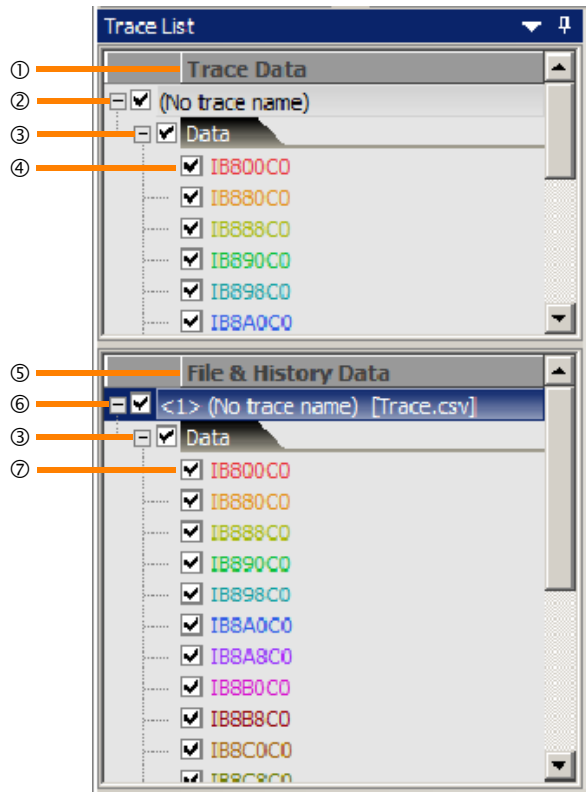 Trace List
① Trace Data
② (No trace name)
③ Data
④ IB800C0
IB880C0
IB888C0
IB890C0
IB898C0
IB8A0C0
⑤ File & History Data
⑥ <1> (No trace name) [Trace.csv]
③ Data
⑦ IB800C0
IB880C0
IB888C0
IB890C0
IB898C0
IB8A0C0
IB8A8C0
IB8B0C0
IB8B8C0
IB8C0C0
IB8C8C0